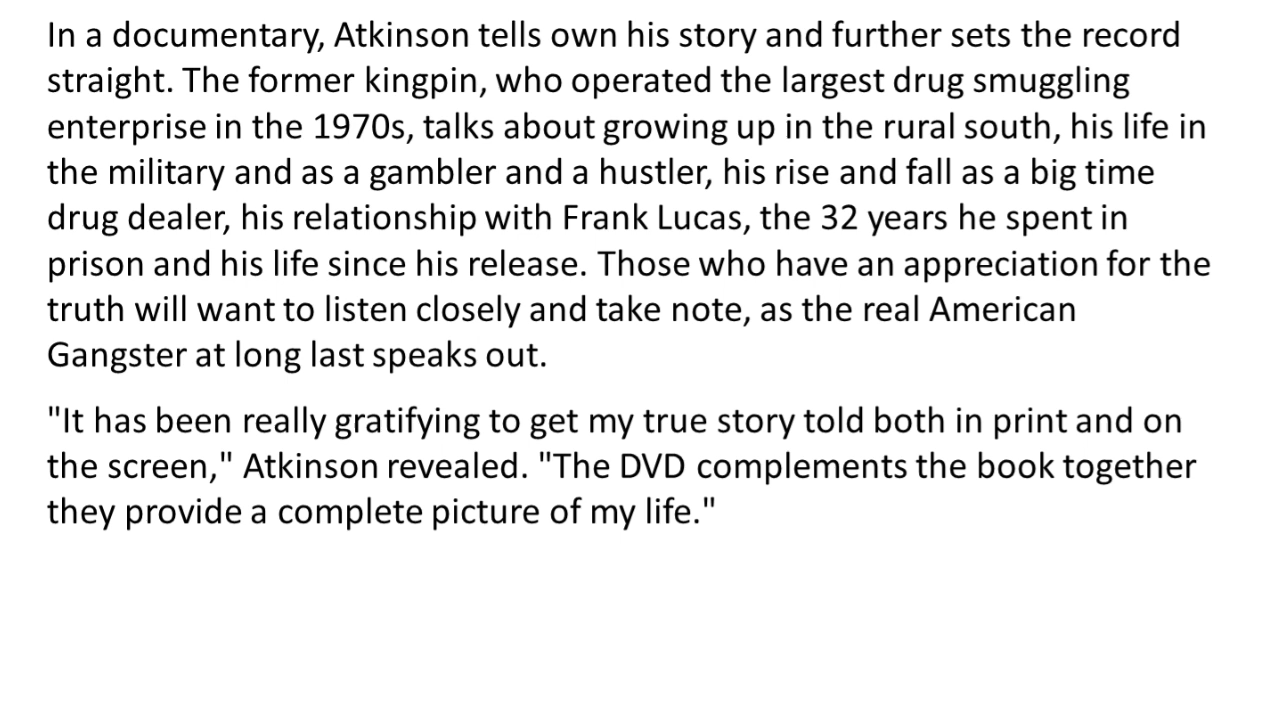 In a documentary, Atkinson tells own his story and further sets the record
straight. The former kingpin, who operated the largest drug smuggling
enterprise in the 1970s, talks about growing up in the rural south, his life in
the military and as a gambler and a hustler, his rise and fall as a big time
drug dealer, his relationship with Frank Lucas, the 32 years he spent in
prison and his life since his release. Those who have an appreciation for the
truth will want to listen closely and take note, as the real American
Gangster at long last speaks out.
"It has been really gratifying to get my true story told both in print and on
the screen," Atkinson revealed. "The DVD complements the book together
they provide a complete picture of my life."